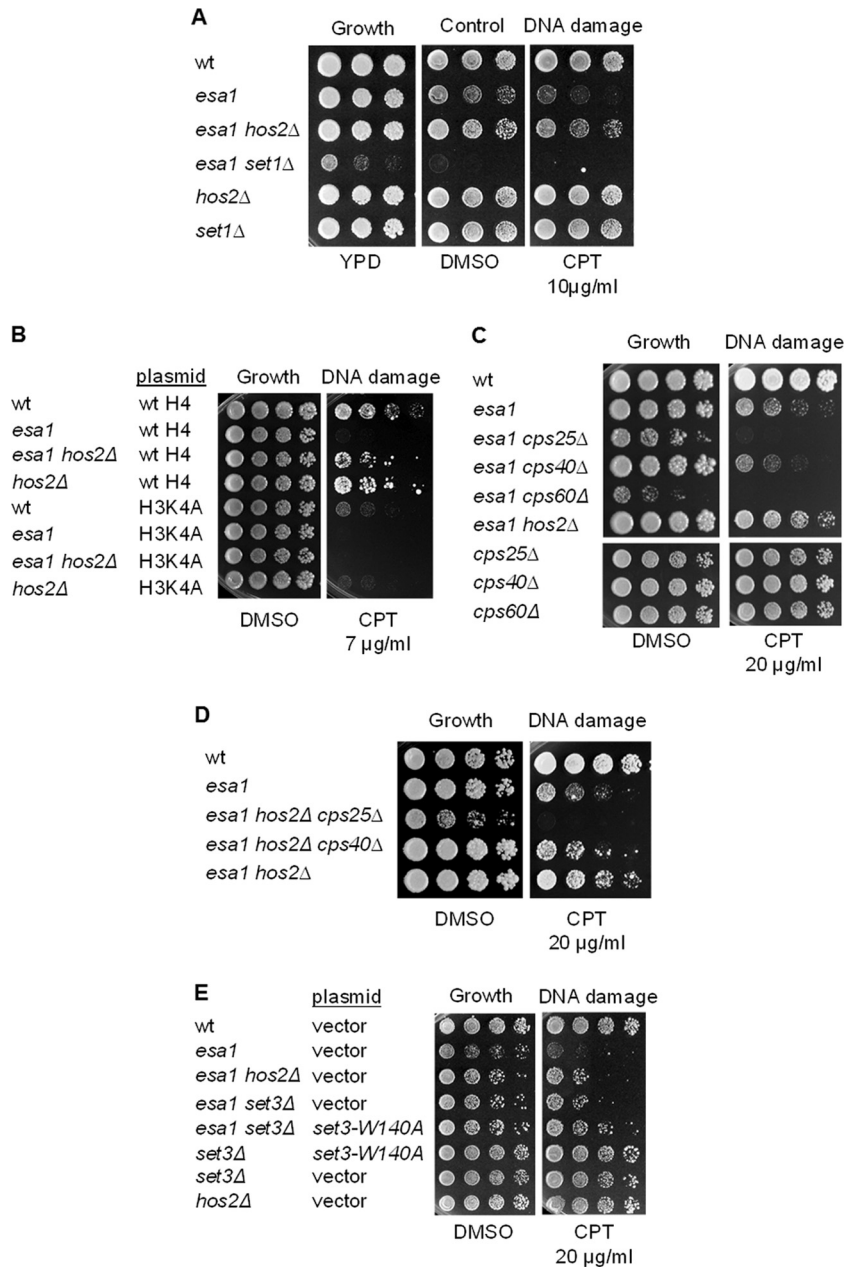 A
Growth Control DNA damage
wt
esa1
esa1 hos2Δ
esa1 set1Δ
hos2Δ
set1Δ
YPD DMSO CPT
10µg/ml
B
plasmid Growth DNA damage
wt wt H4
esa1 wt H4
esa1 hos2Δ wt H4
hos2Δ wt H4
wt H3K4A
esa1 H3K4A
esa1 hos2Δ H3K4A
hos2Δ H3K4A
DMSO CPT
7 µg/ml
C
Growth DNA damage
wt
esa1
esa1 cps25Δ
esa1 cps40Δ
esa1 cps60Δ
esa1 hos2Δ
cps25Δ
cps40Δ
cps60Δ
DMSO CPT
20 µg/ml
D
Growth DNA damage
wt
esa1
esa1 hos2Δ cps25Δ
esa1 hos2Δ cps40Δ
esa1 hos2Δ
DMSO CPT
20 µg/ml
E
plasmid Growth DNA damage
wt vector
esa1 vector
esa1 hos2Δ vector
esa1 set3Δ vector
esa1 set3Δ set3-W140A
set3Δ set3-W140A
set3Δ vector
hos2Δ vector
DMSO CPT
20 µg/ml